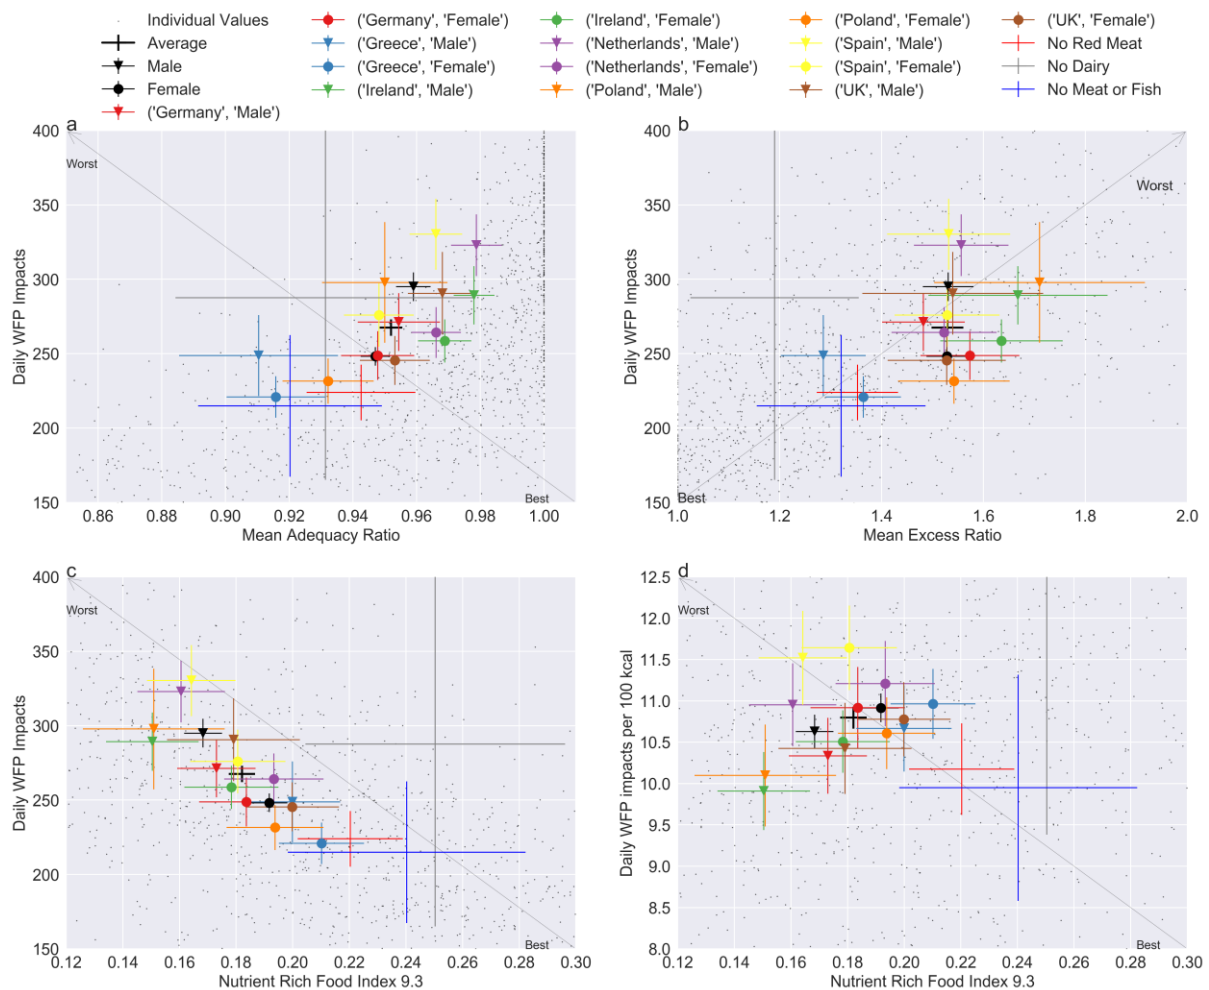 Individual Values
Average
Male
Female
('Germany', 'Male')
('Germany', 'Female')
('Greece', 'Male')
('Greece', 'Female')
('Ireland', 'Male')
('Ireland', 'Female')
('Netherlands', 'Male')
('Netherlands', 'Female')
('Poland', 'Male')
('Poland', 'Female')
('Spain', 'Male')
('Spain', 'Female')
('UK', 'Male')
('UK', 'Female')
No Red Meat
No Dairy
No Meat or Fish
a
400
350
300
250
200
150
Daily WFP Impacts
Worst
Best
0.86 0.88 0.90 0.92 0.94 0.96 0.98 1.00
Mean Adequacy Ratio
b
400
350
300
250
200
150
Daily WFP Impacts
Worst
Best
1.0 1.2 1.4 1.6 1.8 2.0
Mean Excess Ratio
c
400
350
300
250
200
150
Daily WFP Impacts
Worst
Best
0.12 0.14 0.16 0.18 0.20 0.22 0.24 0.26 0.28 0.30
Nutrient Rich Food Index 9.3
d
12.5
12.0
11.5
11.0
10.5
10.0
9.5
9.0
8.5
8.0
Daily WFP impacts per 100 kcal
Worst
Best
0.12 0.14 0.16 0.18 0.20 0.22 0.24 0.26 0.28 0.30
Nutrient Rich Food Index 9.3